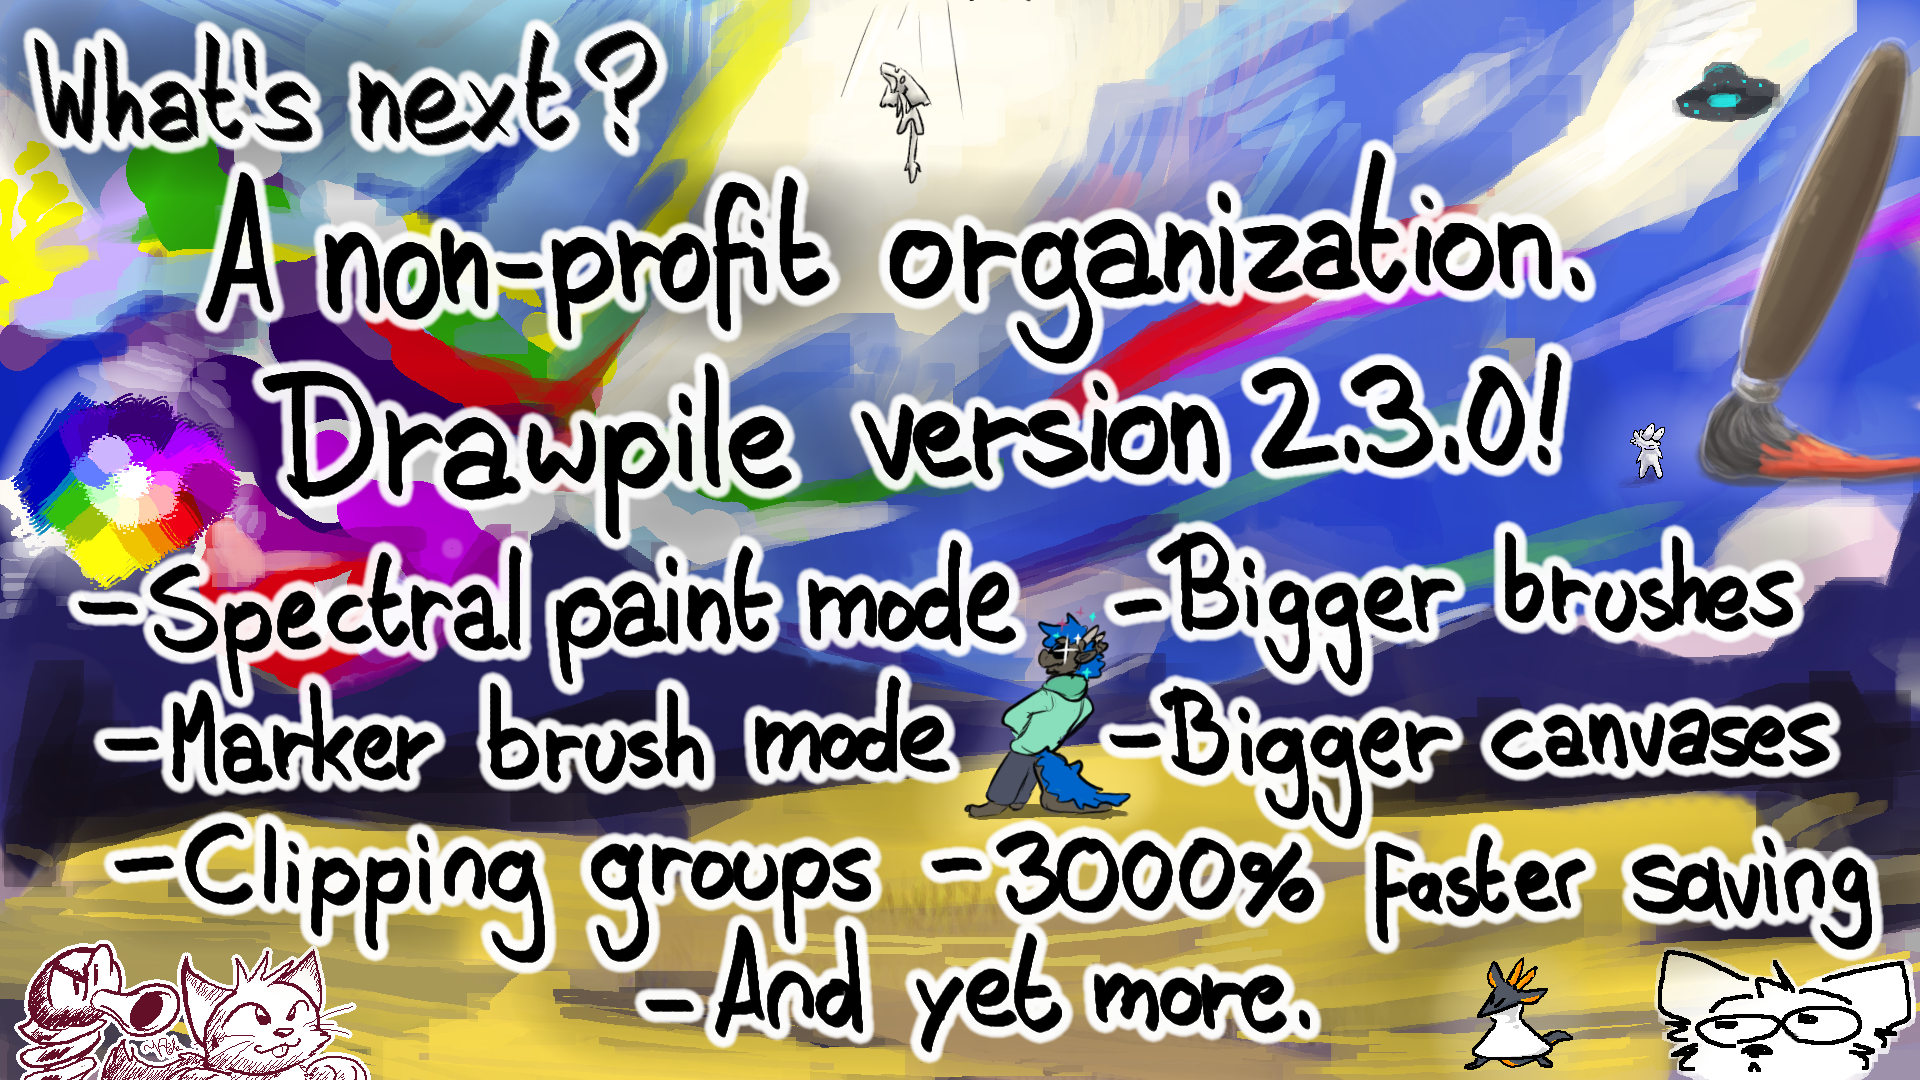 What's next?
A non-profit organization.
Drawpile version 2.3.0!
-Spectral paint mode
-Bigger brushes
-Marker brush mode
-Bigger canvases
-Clipping groups
-3000% Faster saving
-And yet more.